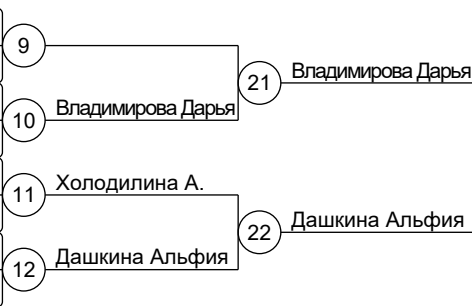 9
21 Владимирова Дарья
10 Владимирова Дарья
11 Холодилина А.
22 Дашкина Альфия
12 Дашкина Альфия